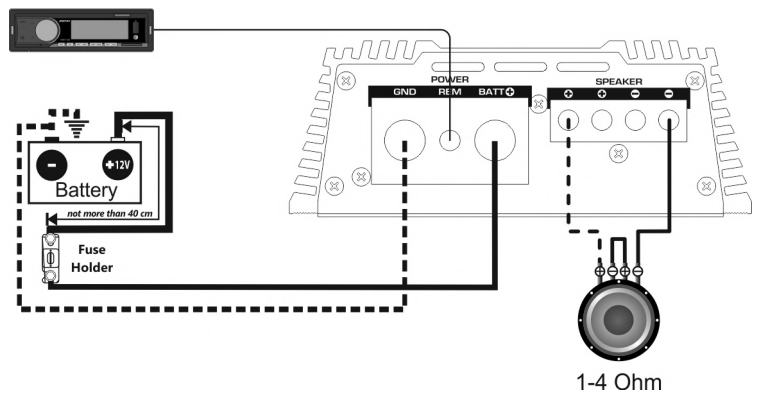 POWER
GND REM BATT+
SPEAKER
+ + - -
- +12V
Battery
not more than 40 cm
Fuse
Holder
+ - + -
1-4 Ohm